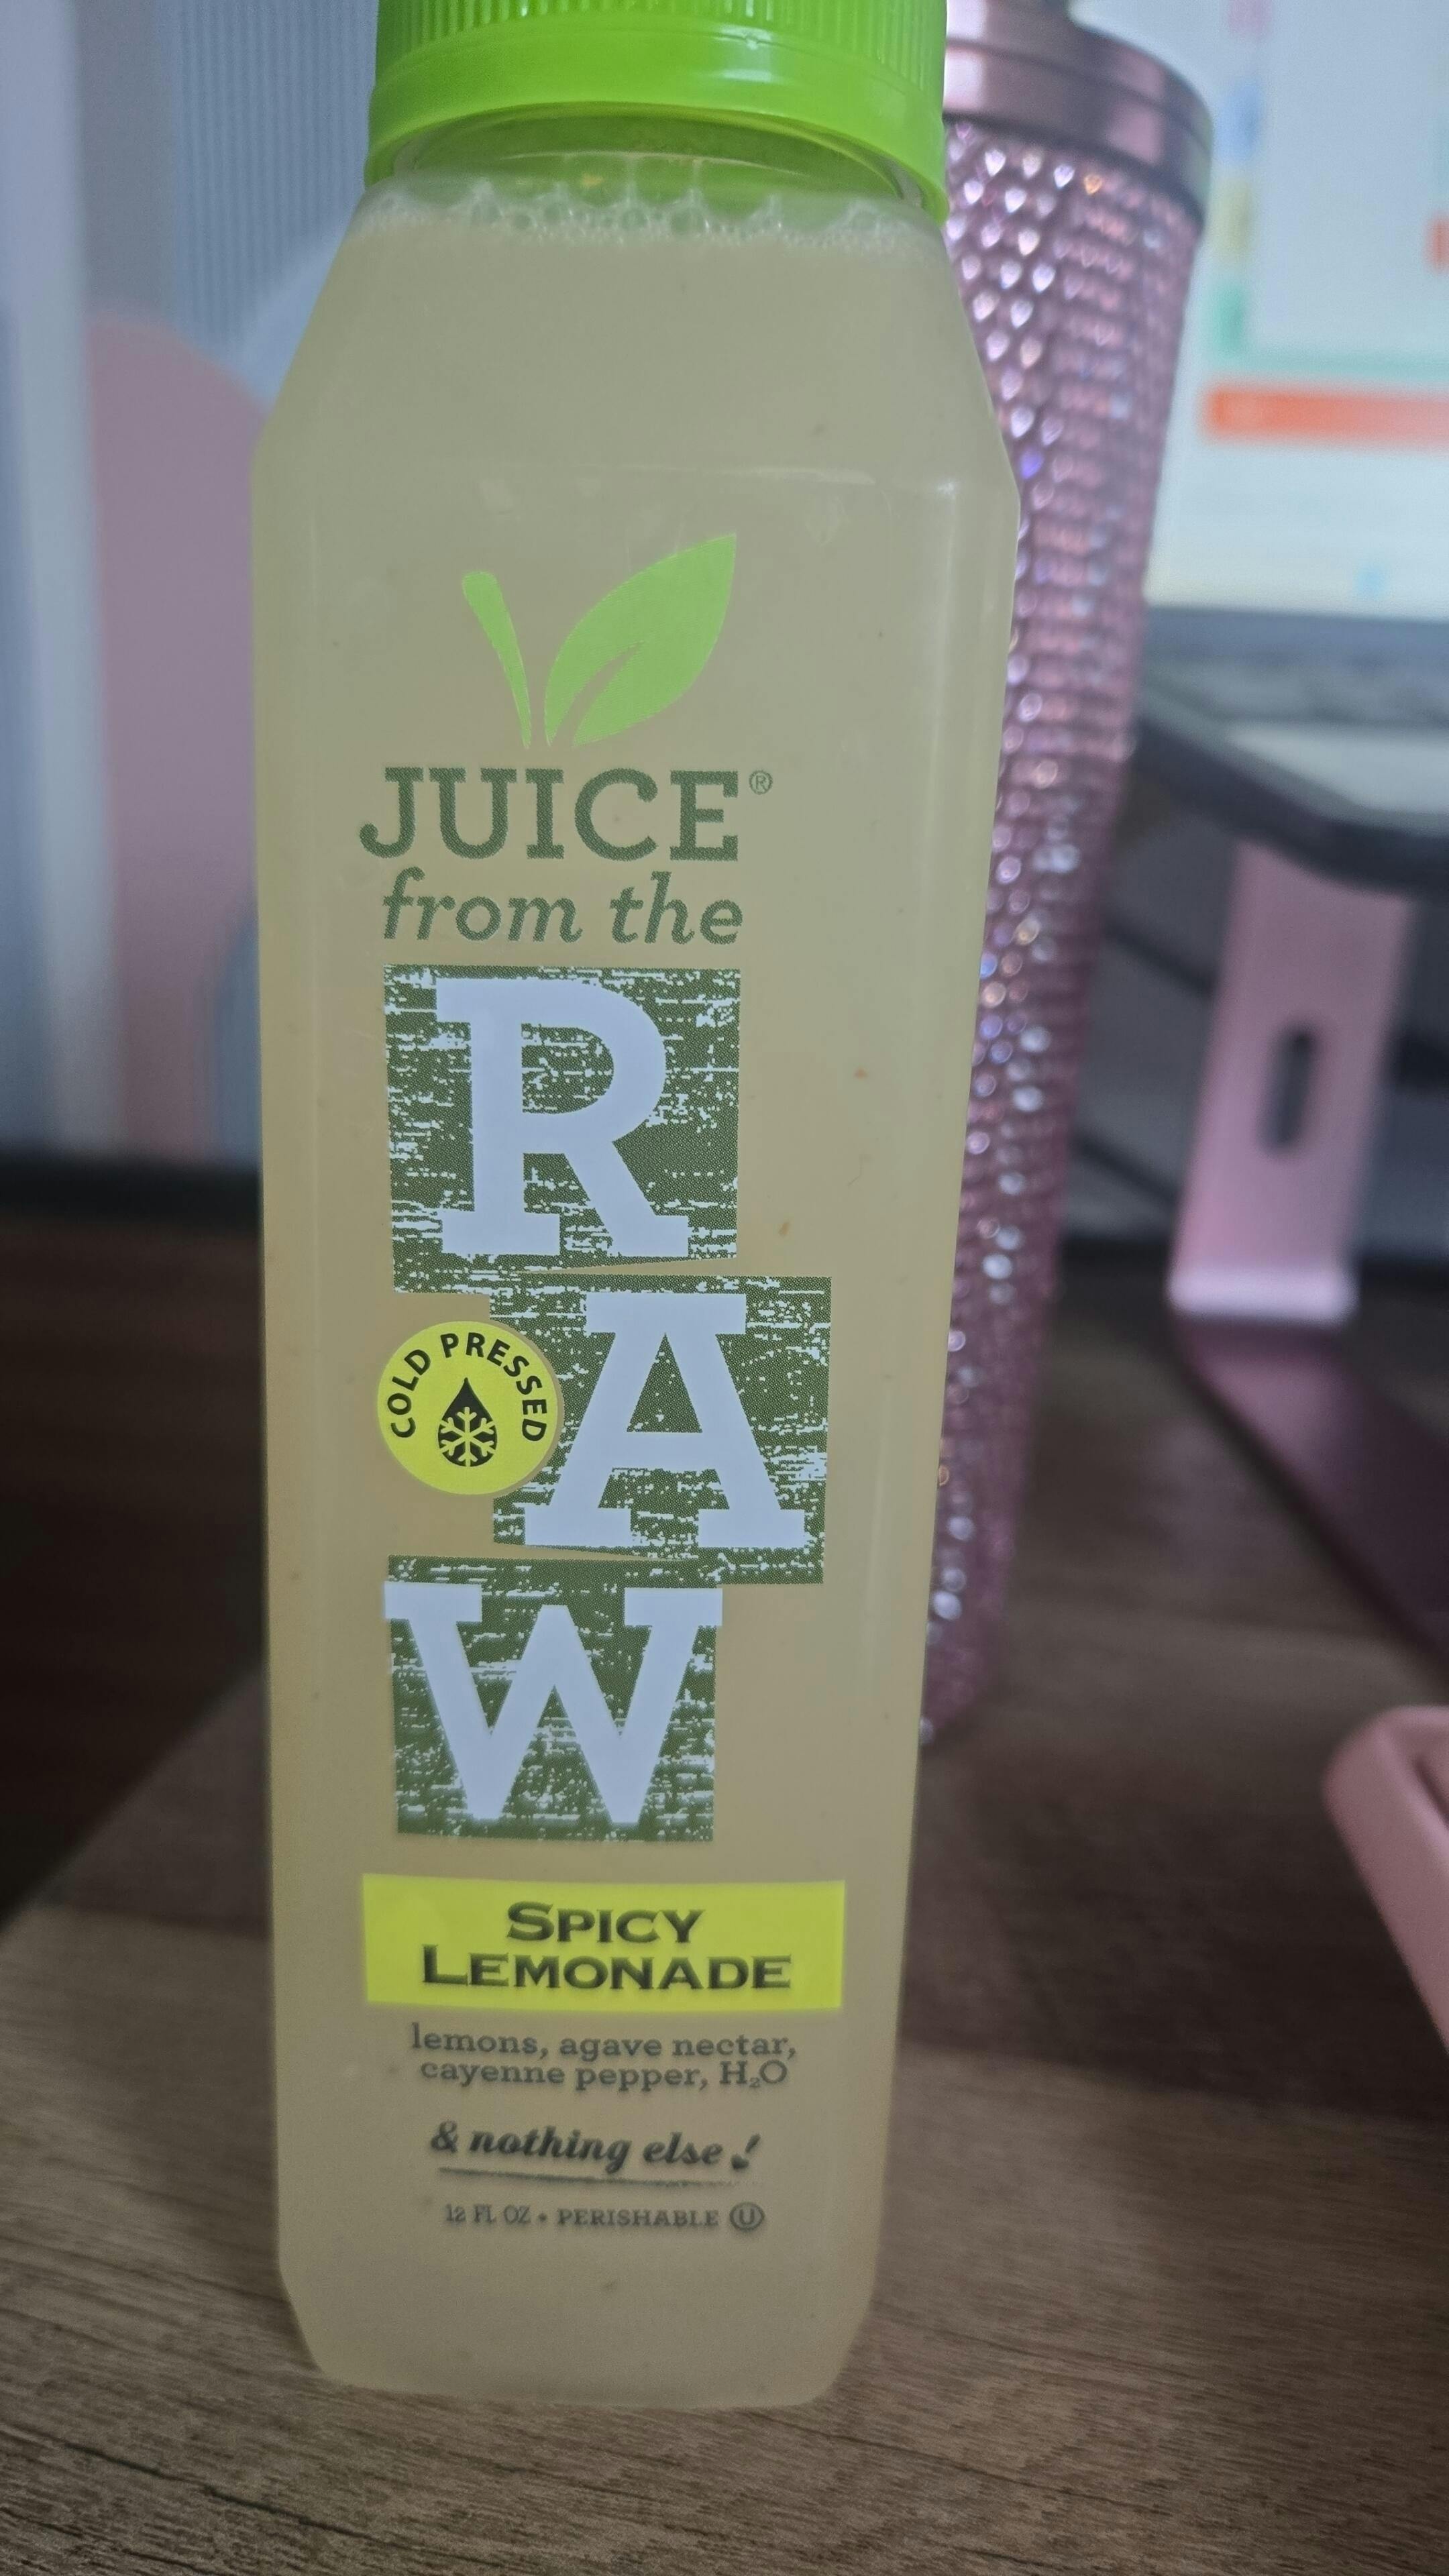 JUICE®
from the
R
A
COLD PRESSED
W
SPICY
LEMONADE
lemons, agave nectar,
cayenne pepper, H₂O
& nothing else!
12 FL OZ • PERISHABLE Ⓤ